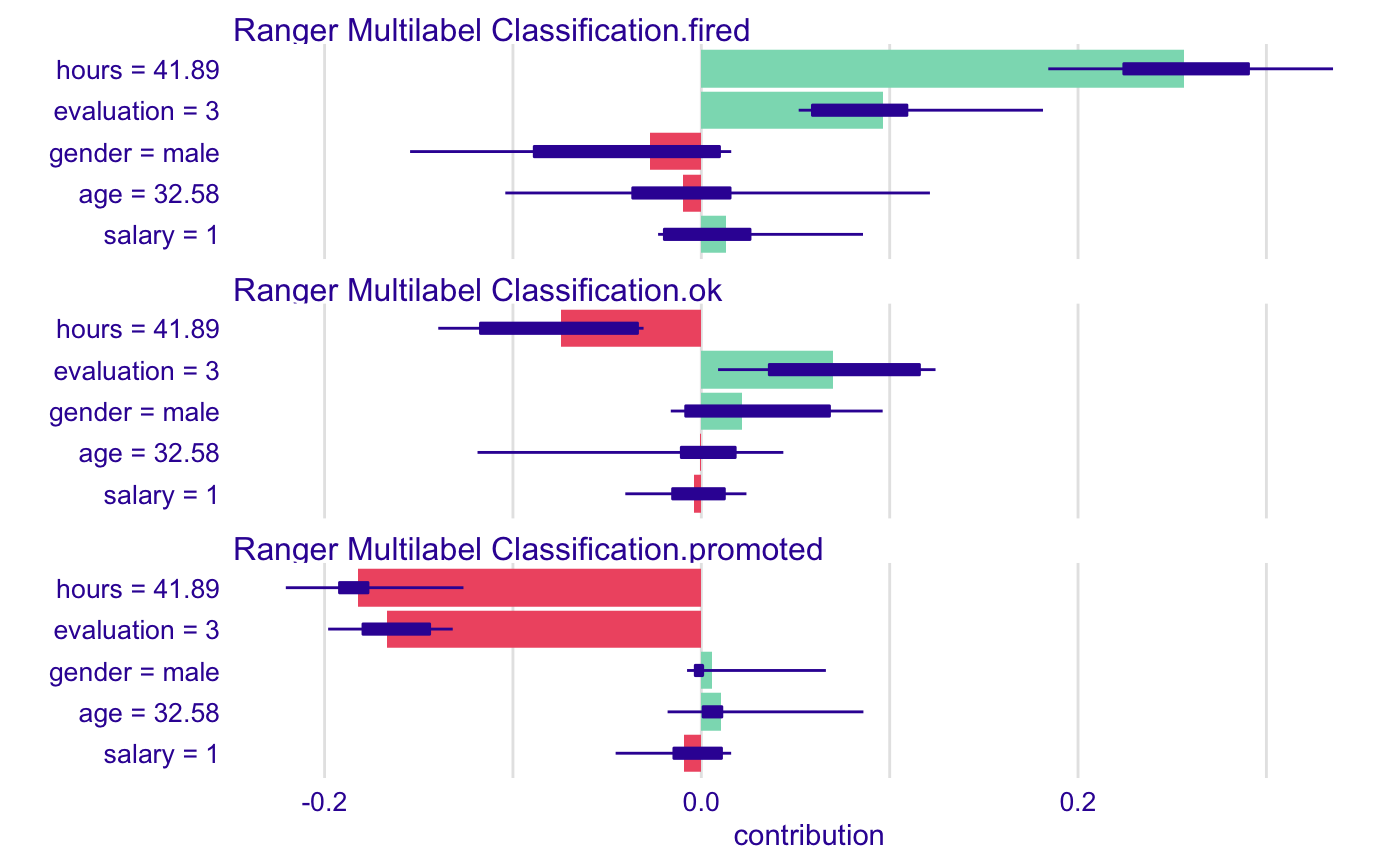 Ranger Multilabel Classification.fired
hours = 41.89
evaluation = 3
gender = male
age = 32.58
salary = 1
Ranger Multilabel Classification.ok
hours = 41.89
evaluation = 3
gender = male
age = 32.58
salary = 1
Ranger Multilabel Classification.promoted
hours = 41.89
evaluation = 3
gender = male
age = 32.58
salary = 1
-0.2 0.0 0.2
contribution